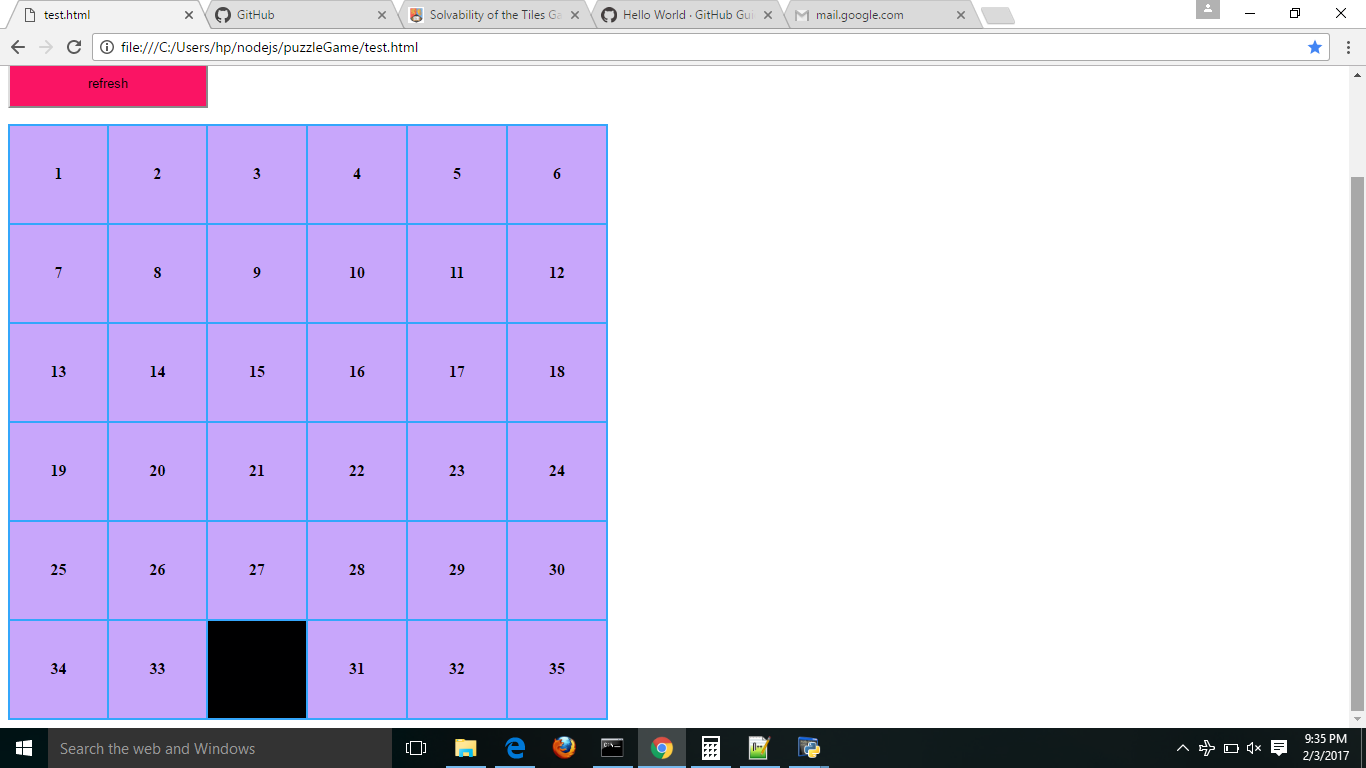 test.html
GitHub
Solvability of the Tiles Ga
Hello World · GitHub Gui
mail.google.com
file:///C:/Users/hp/nodejs/puzzleGame/test.html
refresh
1 2 3 4 5 6
7 8 9 10 11 12
13 14 15 16 17 18
19 20 21 22 23 24
25 26 27 28 29 30
34 33 31 32 35
Search the web and Windows
9:35 PM
2/3/2017